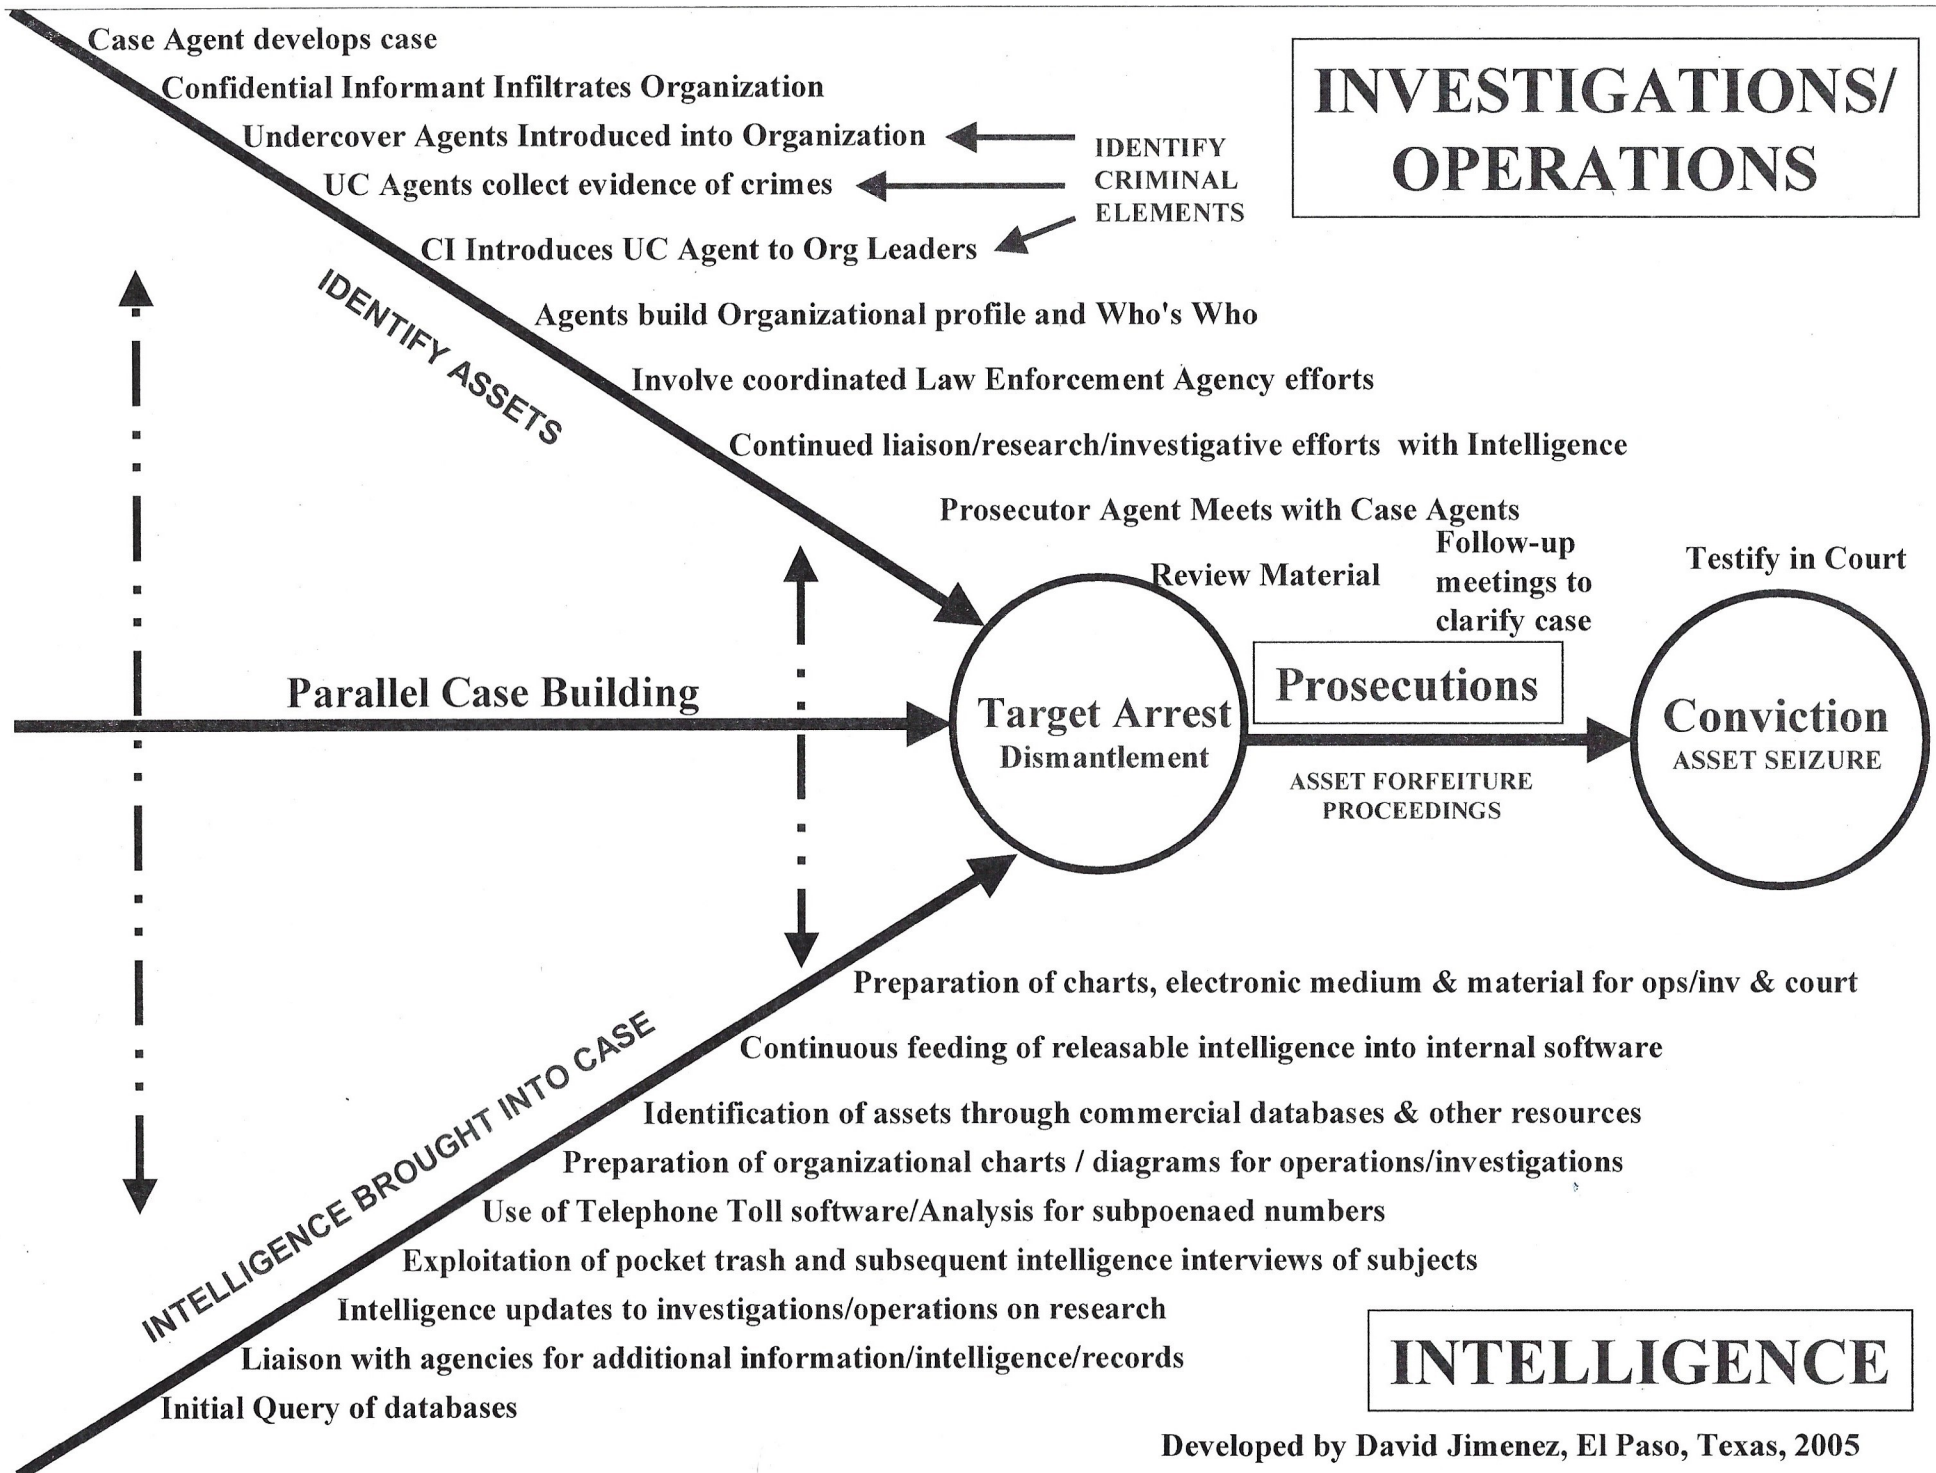 Case Agent develops case
Confidential Informant Infiltrates Organization
Undercover Agents Introduced into Organization
UC Agents collect evidence of crimes
CI Introduces UC Agent to Org Leaders
IDENTIFY
CRIMINAL
ELEMENTS
INVESTIGATIONS/
OPERATIONS
IDENTIFY ASSETS
Agents build Organizational profile and Who's Who
Involve coordinated Law Enforcement Agency efforts
Continued liaison/research/investigative efforts with Intelligence
Prosecutor Agent Meets with Case Agents
Review Material
Follow-up
meetings to
clarify case
Testify in Court
Parallel Case Building
Target Arrest
Dismantlement
Prosecutions
ASSET FORFEITURE
PROCEEDINGS
Conviction
ASSET SEIZURE
Preparation of charts, electronic medium & material for ops/inv & court
Continuous feeding of releasable intelligence into internal software
INTELLIGENCE BROUGHT INTO CASE
Identification of assets through commercial databases & other resources
Preparation of organizational charts / diagrams for operations/investigations
Use of Telephone Toll software/Analysis for subpoenaed numbers
Exploitation of pocket trash and subsequent intelligence interviews of subjects
Intelligence updates to investigations/operations on research
Liaison with agencies for additional information/intelligence/records
Initial Query of databases
INTELLIGENCE
Developed by David Jimenez, El Paso, Texas, 2005